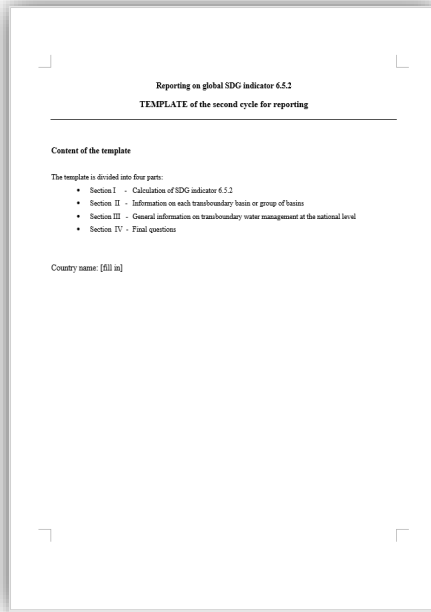 Reporting on global SDG indicator 6.5.2
TEMPLATE of the second cycle for reporting
Content of the template
The template is divided into four parts:
• Section I - Calculation of SDG indicator 6.5.2
• Section II - Information on each transboundary basin or group of basins
• Section III - General information on transboundary water management at the national level
• Section IV - Final questions
Country name: [fill in]